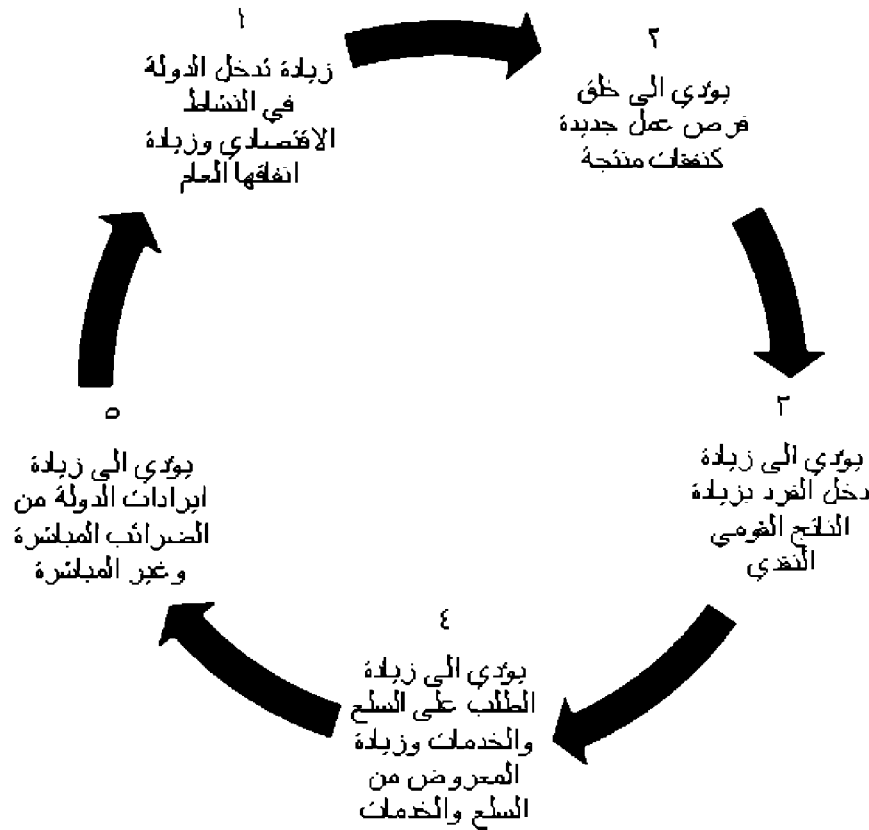 ١
زيادة تدخل الدولة
في النشاط
الاقتصادي وزيادة
انفاقها العام
٢
يؤدي الى خلق
فرص عمل جديدة
كنفقات منتجة
٣
يؤدي الى زيادة
دخل الفرد بزيادة
الناتج القومي
النقدي
٤
يؤدي الى زيادة
الطلب على السلع
والخدمات وزيادة
المعروض من
السلع والخدمات
٥
يؤدي الى زيادة
ايرادات الدولة من
الضرائب المباشرة
وغير المباشرة